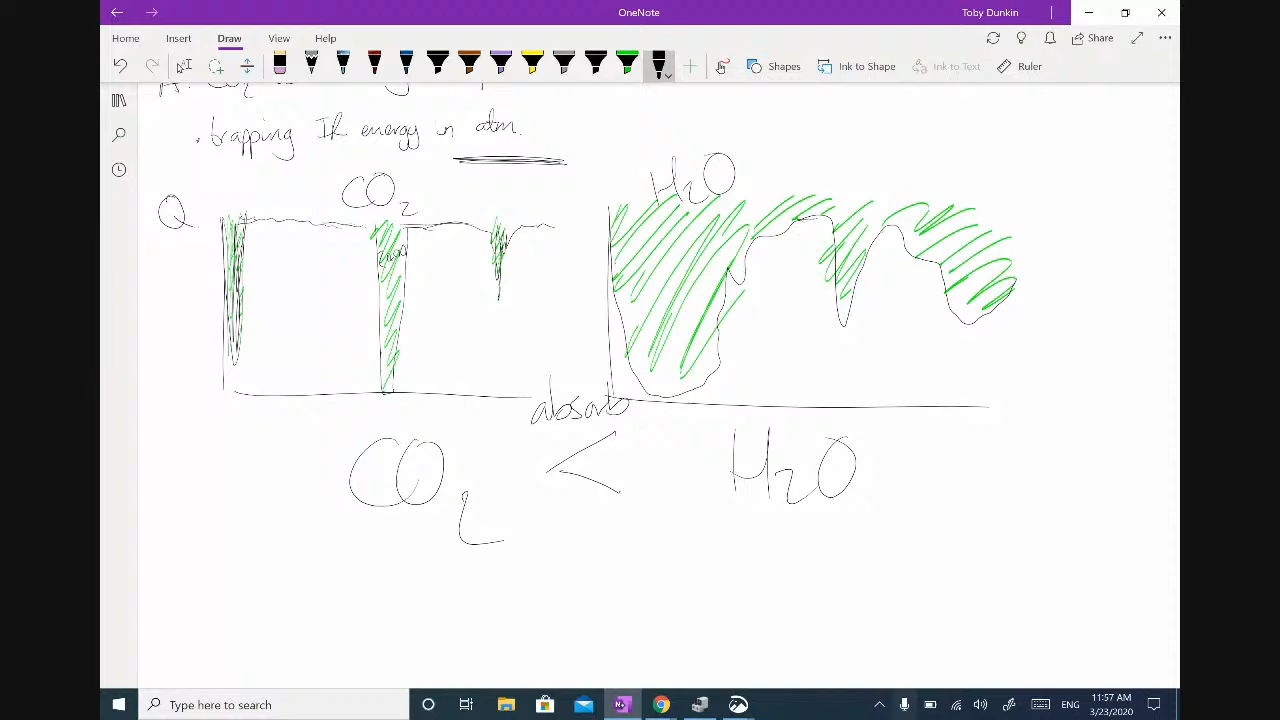 OneNote
Toby Dunkin
Home Insert Draw View Help
Share
Shapes Ink to Shape Ink to Text Ruler
A. CO2
. trapping IR energy in atm.
Q
CO2
H2O
absorb
CO2 < H2O
Type here to search
ENG
11:57 AM
3/23/2020